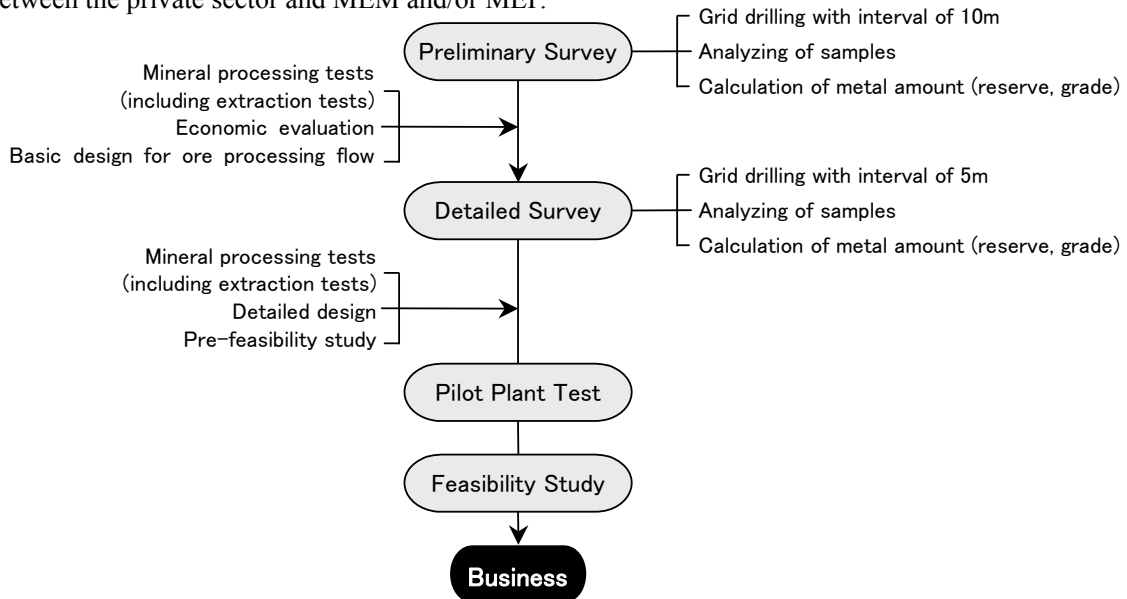 between the private sector and MEM and/or MEF.
Preliminary Survey
Grid drilling with interval of 10m
Analyzing of samples
Calculation of metal amount (reserve, grade)
Mineral processing tests
(including extraction tests)
Economic evaluation
Basic design for ore processing flow
Detailed Survey
Grid drilling with interval of 5m
Analyzing of samples
Calculation of metal amount (reserve, grade)
Mineral processing tests
(including extraction tests)
Detailed design
Pre-feasibility study
Pilot Plant Test
Feasibility Study
Business